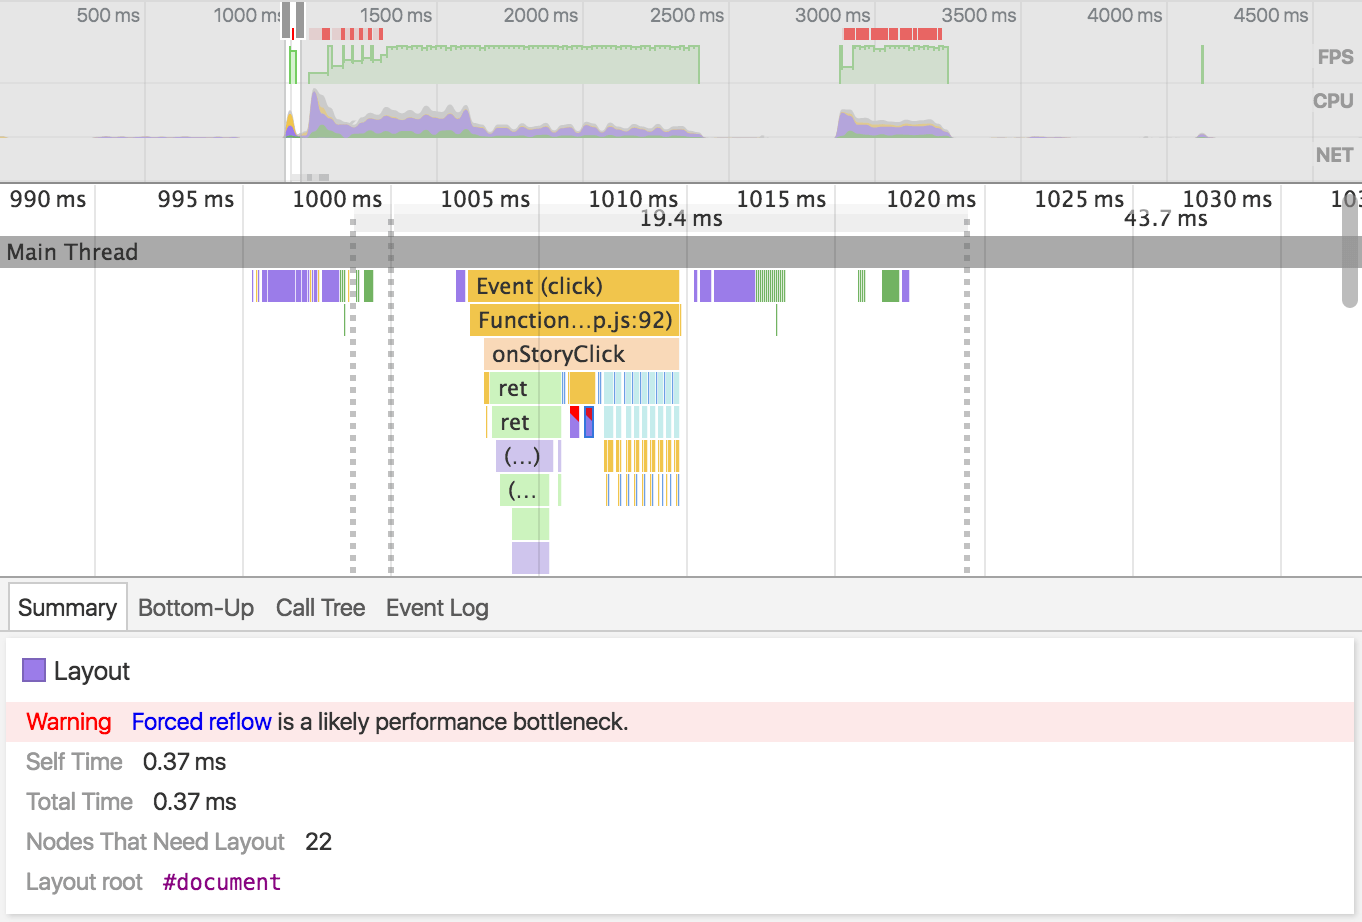 500 ms 1000 ms 1500 ms 2000 ms 2500 ms 3000 ms 3500 ms 4000 ms 4500 ms
FPS
CPU
NET
990 ms 995 ms 1000 ms 1005 ms 1010 ms 1015 ms 1020 ms 1025 ms 1030 ms
19.4 ms 43.7 ms
Main Thread
Event (click)
Function...p.js:92)
onStoryClick
ret
ret
(...)
(...
Summary Bottom-Up Call Tree Event Log
Layout
Warning Forced reflow is a likely performance bottleneck.
Self Time 0.37 ms
Total Time 0.37 ms
Nodes That Need Layout 22
Layout root #document